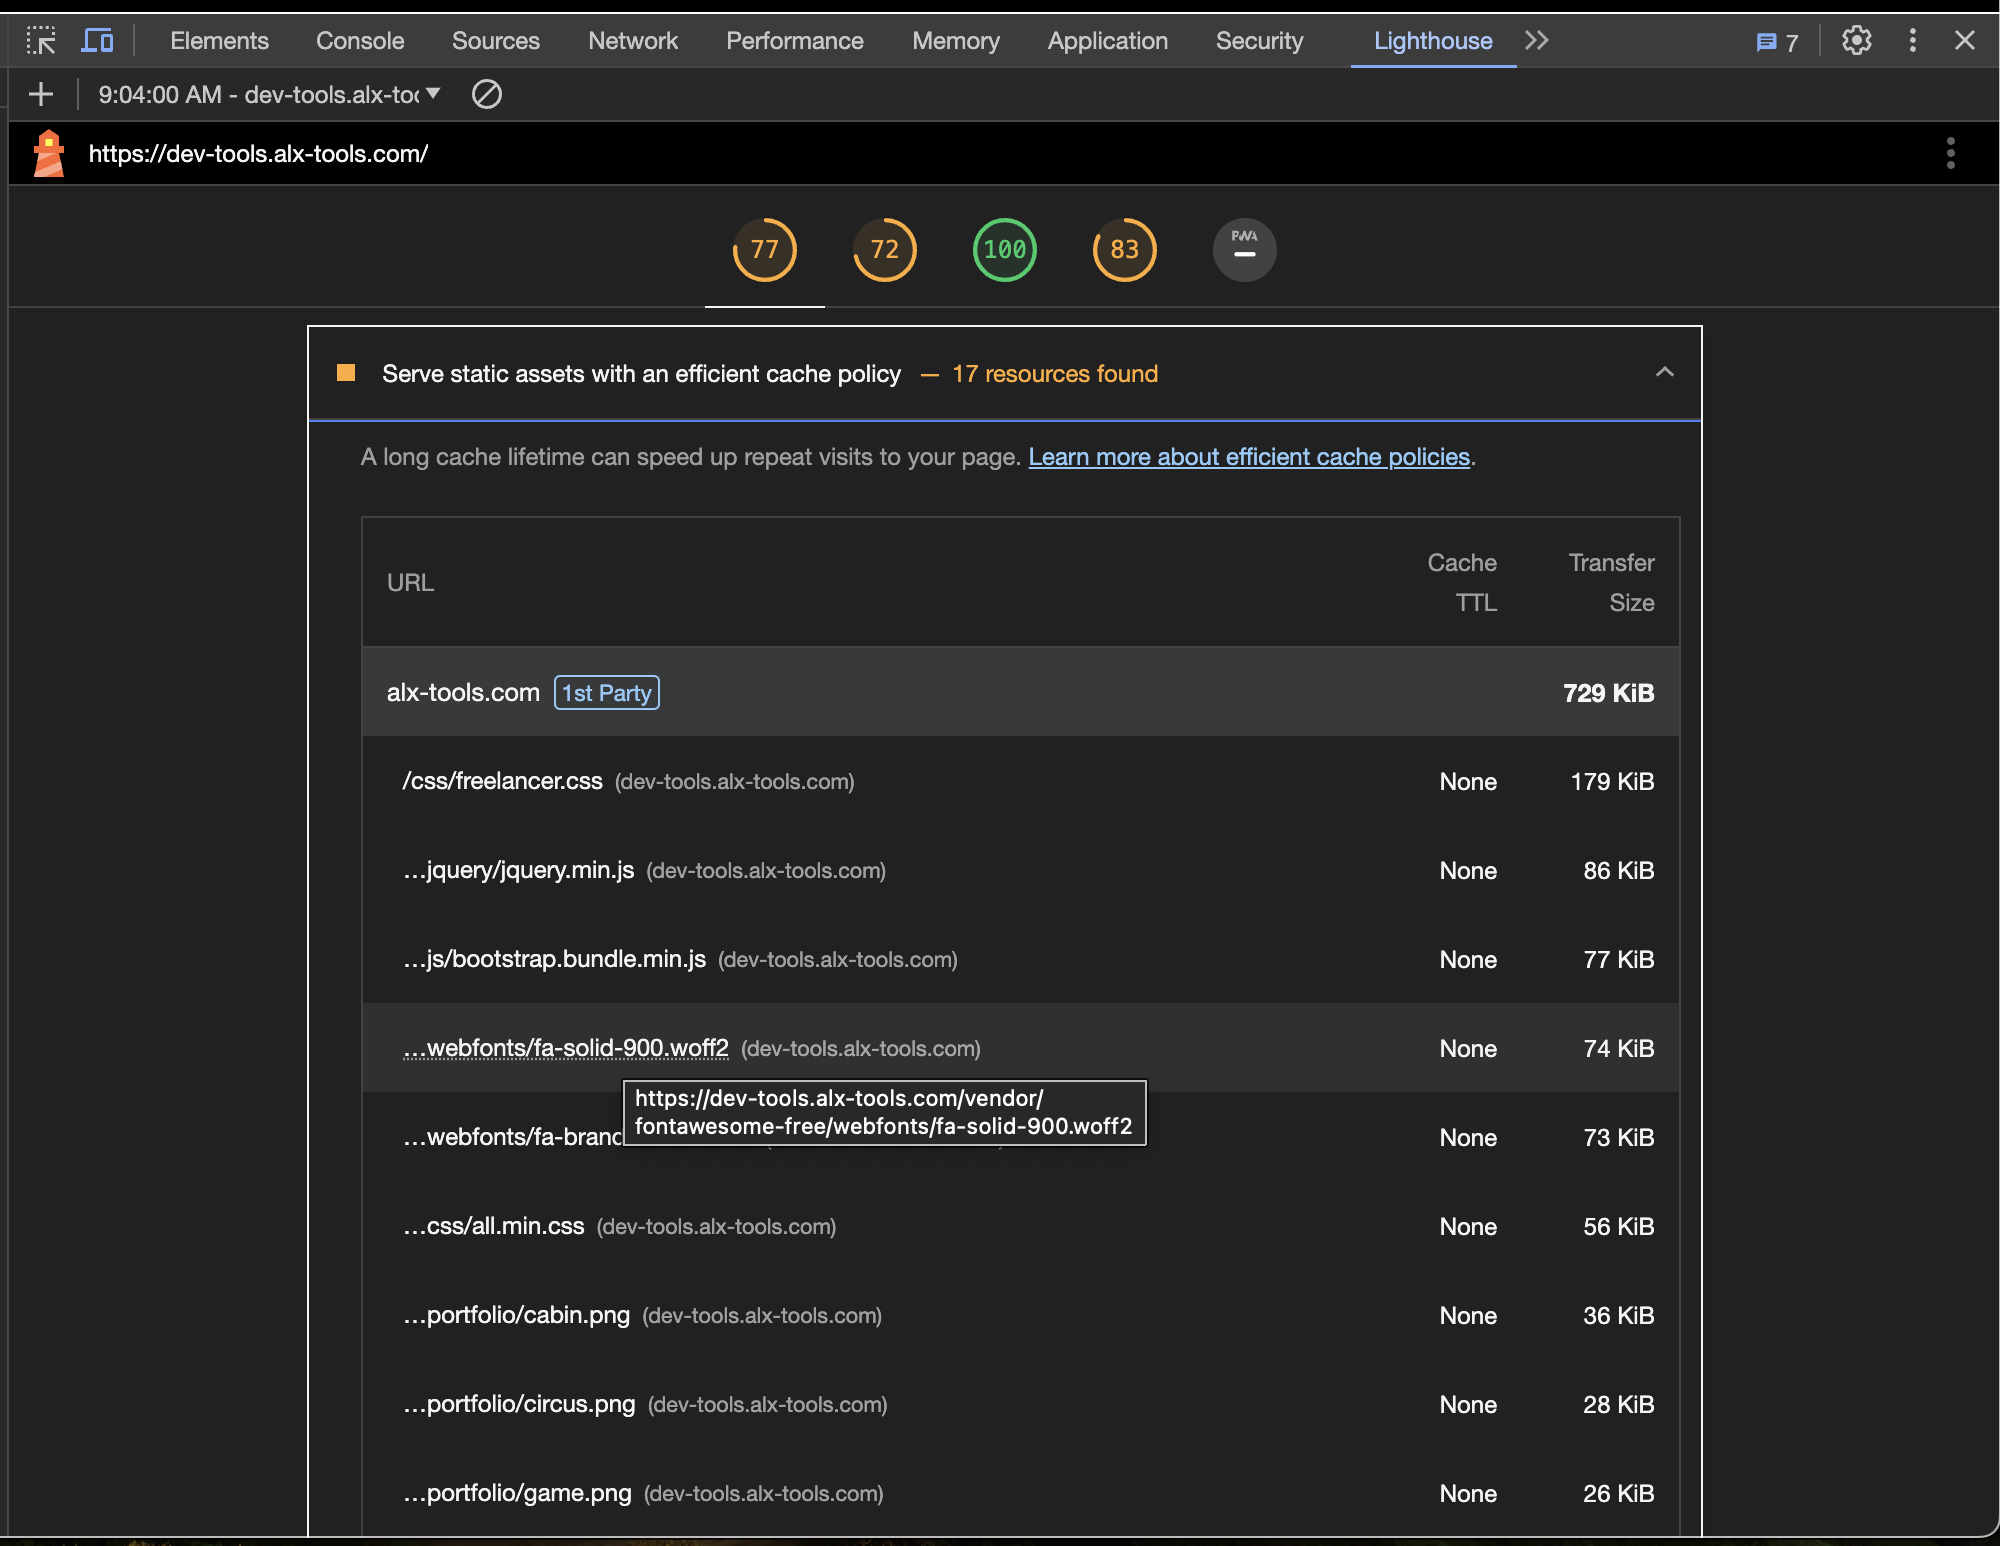 Elements Console Sources Network Performance Memory Application Security Lighthouse 7
9:04:00 AM - dev-tools.alx-too
https://dev-tools.alx-tools.com/
77 72 100 83 PWA
Serve static assets with an efficient cache policy — 17 resources found
A long cache lifetime can speed up repeat visits to your page. Learn more about efficient cache policies.
URL Cache TTL Transfer Size
alx-tools.com 1st Party 729 KiB
/css/freelancer.css (dev-tools.alx-tools.com) None 179 KiB
…jquery/jquery.min.js (dev-tools.alx-tools.com) None 86 KiB
…js/bootstrap.bundle.min.js (dev-tools.alx-tools.com) None 77 KiB
…webfonts/fa-solid-900.woff2 (dev-tools.alx-tools.com) None 74 KiB
https://dev-tools.alx-tools.com/vendor/
fontawesome-free/webfonts/fa-solid-900.woff2
…webfonts/fa-branc None 73 KiB
…css/all.min.css (dev-tools.alx-tools.com) None 56 KiB
…portfolio/cabin.png (dev-tools.alx-tools.com) None 36 KiB
…portfolio/circus.png (dev-tools.alx-tools.com) None 28 KiB
…portfolio/game.png (dev-tools.alx-tools.com) None 26 KiB